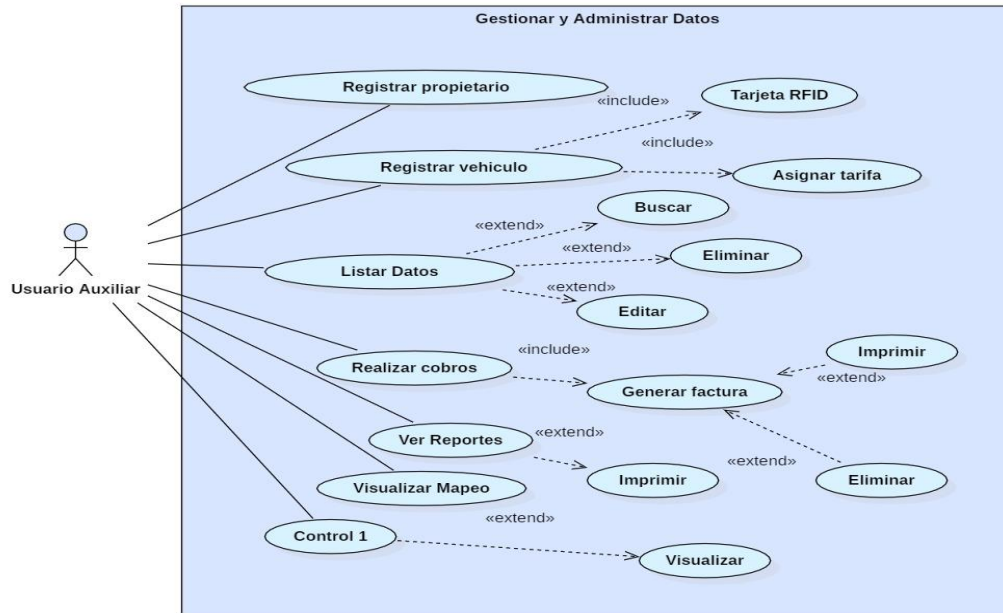 Gestionar y Administrar Datos
Registrar propietario
«include»
Tarjeta RFID
«include»
Registrar vehiculo
Asignar tarifa
Buscar
«extend»
«extend»
Eliminar
Usuario Auxiliar
Listar Datos
«extend»
Editar
«include»
Imprimir
Realizar cobros
«extend»
Generar factura
«extend»
Ver Reportes
«extend»
Imprimir
Eliminar
Visualizar Mapeo
«extend»
Control 1
Visualizar